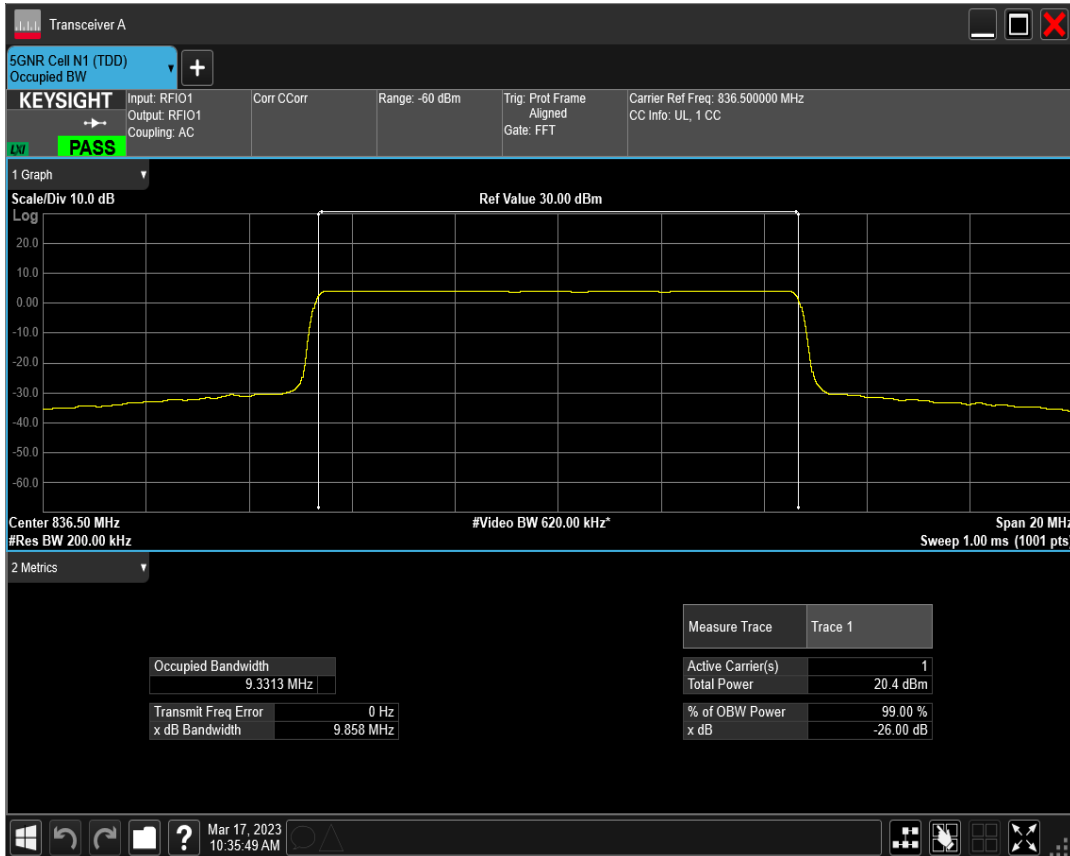 Transceiver A
5GNR Cell N1 (TDD)
Occupied BW
+
KEYSIGHT
LXI
PASS
Input: RFIO1
Output: RFIO1
Coupling: AC
Corr CCorr
Range: -60 dBm
Trig: Prot Frame
Aligned
Gate: FFT
Carrier Ref Freq: 836.500000 MHz
CC Info: UL, 1 CC
1 Graph
Scale/Div 10.0 dB
Ref Value 30.00 dBm
Log
20.0
10.0
0.00
-10.0
-20.0
-30.0
-40.0
-50.0
-60.0
Center 836.50 MHz
#Video BW 620.00 kHz*
Span 20 MHz
#Res BW 200.00 kHz
Sweep 1.00 ms (1001 pts)
2 Metrics
Measure Trace Trace 1
Occupied Bandwidth
9.3313 MHz
Active Carrier(s) 1
Total Power 20.4 dBm
Transmit Freq Error 0 Hz
x dB Bandwidth 9.858 MHz
% of OBW Power 99.00 %
x dB -26.00 dB
?
Mar 17, 2023
10:35:49 AM